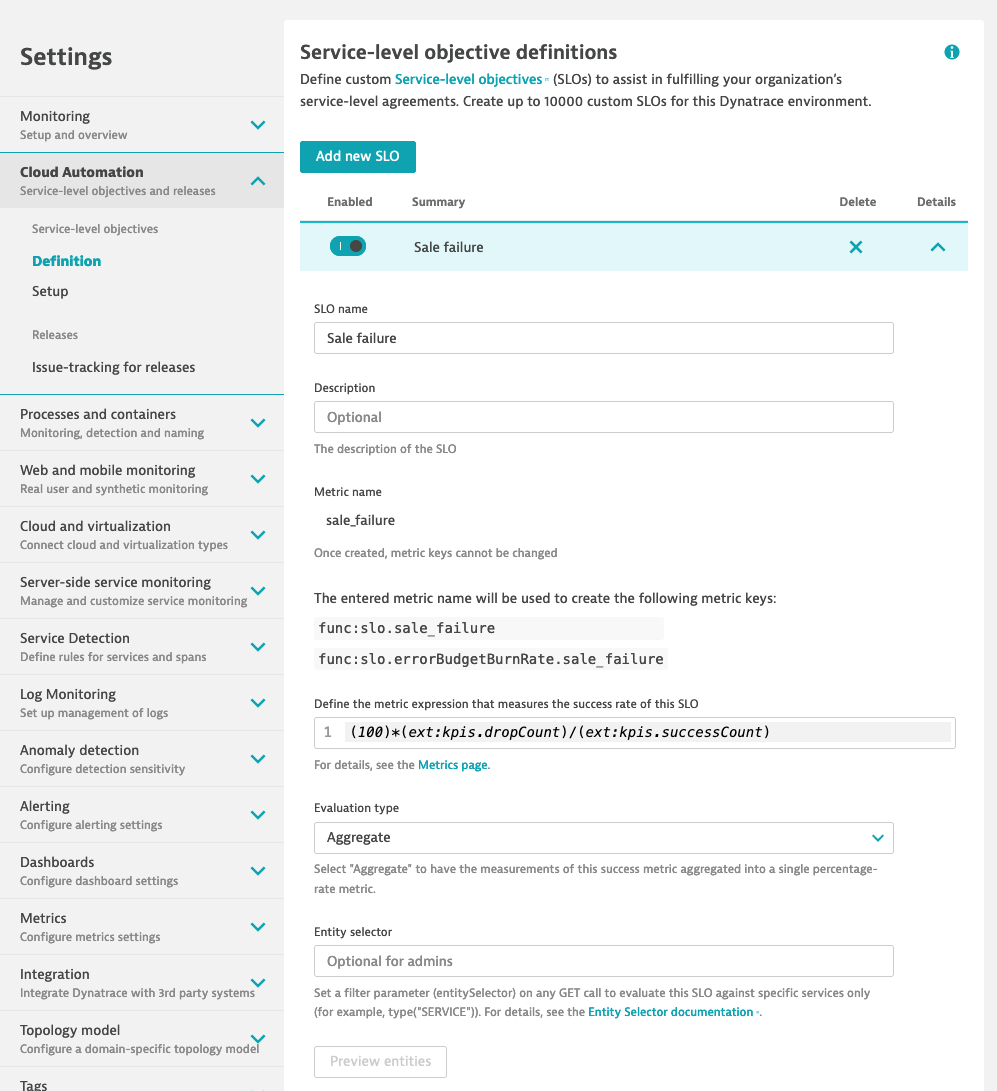 Settings
Monitoring
Setup and overview
Cloud Automation
Service-level objectives and releases
Service-level objectives
Definition
Setup
Releases
Issue-tracking for releases
Processes and containers
Monitoring, detection and naming
Web and mobile monitoring
Real user and synthetic monitoring
Cloud and virtualization
Connect cloud and virtualization types
Server-side service monitoring
Manage and customize service monitoring
Service Detection
Define rules for services and spans
Log Monitoring
Set up management of logs
Anomaly detection
Configure detection sensitivity
Alerting
Configure alerting settings
Dashboards
Configure dashboard settings
Metrics
Configure metrics settings
Integration
Integrate Dynatrace with 3rd party systems
Topology model
Configure a domain-specific topology model
Tags
Service-level objective definitions
Define custom Service-level objectives (SLOs) to assist in fulfilling your organization's
service-level agreements. Create up to 10000 custom SLOs for this Dynatrace environment.
Add new SLO
Enabled Summary Delete Details
Sale failure
SLO name
Sale failure
Description
Optional
The description of the SLO
Metric name
sale_failure
Once created, metric keys cannot be changed
The entered metric name will be used to create the following metric keys:
func:slo.sale_failure
func:slo.errorBudgetBurnRate.sale_failure
Define the metric expression that measures the success rate of this SLO
1 (100)*(ext:kpis.dropCount)/(ext:kpis.successCount)
For details, see the Metrics page.
Evaluation type
Aggregate
Select "Aggregate" to have the measurements of this success metric aggregated into a single percentage-
rate metric.
Entity selector
Optional for admins
Set a filter parameter (entitySelector) on any GET call to evaluate this SLO against specific services only
(for example, type("SERVICE")). For details, see the Entity Selector documentation.
Preview entities